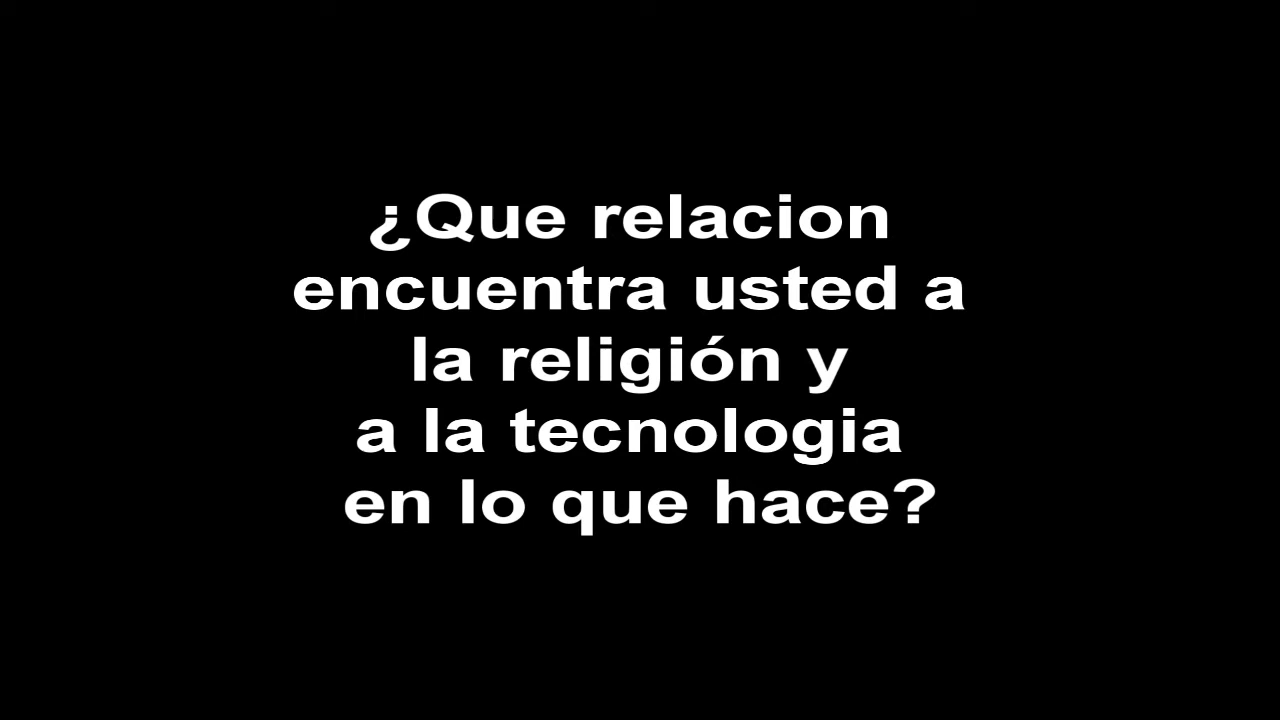 ¿Que relacion
encuentra usted a
la religión y
a la tecnologia
en lo que hace?